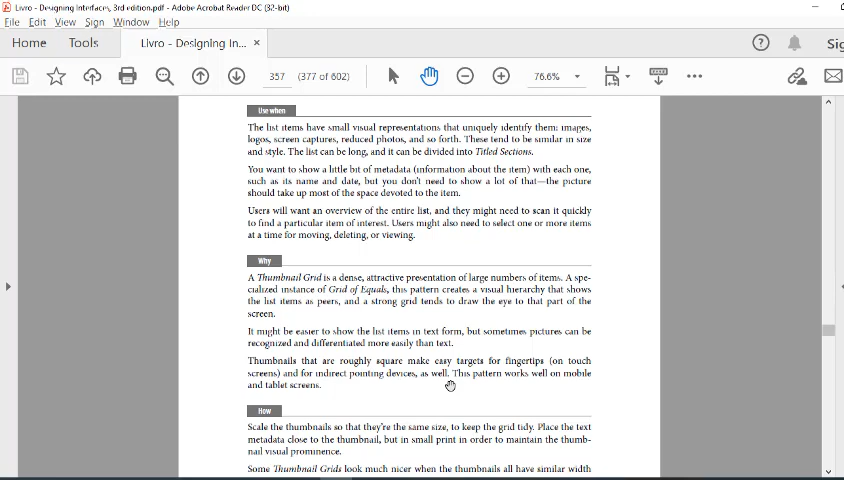 Livro - Designing Interfaces, 3rd edition.pdf - Adobe Acrobat Reader DC (32-bit)
File Edit View Sign Window Help
Home Tools Livro - Designing In... × Sig
357 (377 of 602) 76.6%
Use when
The list items have small visual representations that uniquely identify them: images,
logos, screen captures, reduced photos, and so forth. These tend to be similar in size
and style. The list can be long, and it can be divided into Titled Sections.
You want to show a little bit of metadata (information about the item) with each one,
such as its name and date, but you don't need to show a lot of that—the picture
should take up most of the space devoted to the item.
Users will want an overview of the entire list, and they might need to scan it quickly
to find a particular item of interest. Users might also need to select one or more items
at a time for moving, deleting, or viewing.
Why
A Thumbnail Grid is a dense, attractive presentation of large numbers of items. A spe-
cialized instance of Grid of Equals, this pattern creates a visual hierarchy that shows
the list items as peers, and a strong grid tends to draw the eye to that part of the
screen.
It might be easier to show the list items in text form, but sometimes pictures can be
recognized and differentiated more easily than text.
Thumbnails that are roughly square make easy targets for fingertips (on touch
screens) and for indirect pointing devices, as well. This pattern works well on mobile
and tablet screens.
How
Scale the thumbnails so that they're the same size, to keep the grid tidy. Place the text
metadata close to the thumbnail, but in small print in order to maintain the thumb-
nail visual prominence.
Some Thumbnail Grids look much nicer when the thumbnails all have similar width